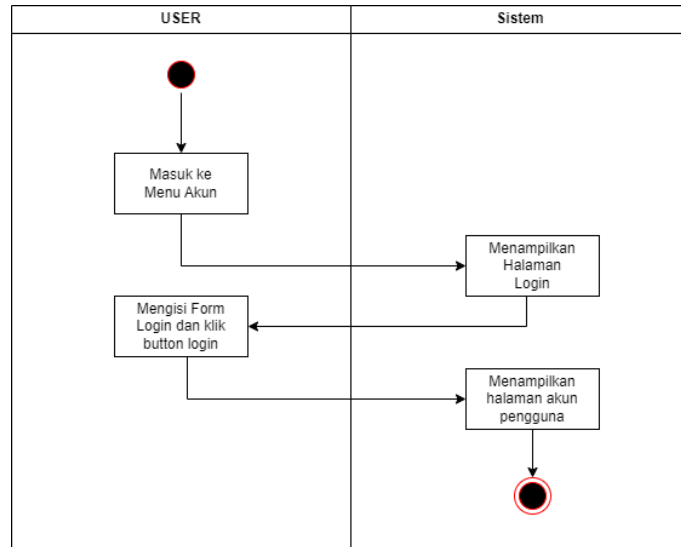 USER
Sistem
Masuk ke
Menu Akun
Menampilkan
Halaman
Login
Mengisi Form
Login dan klik
button login
Menampilkan
halaman akun
pengguna